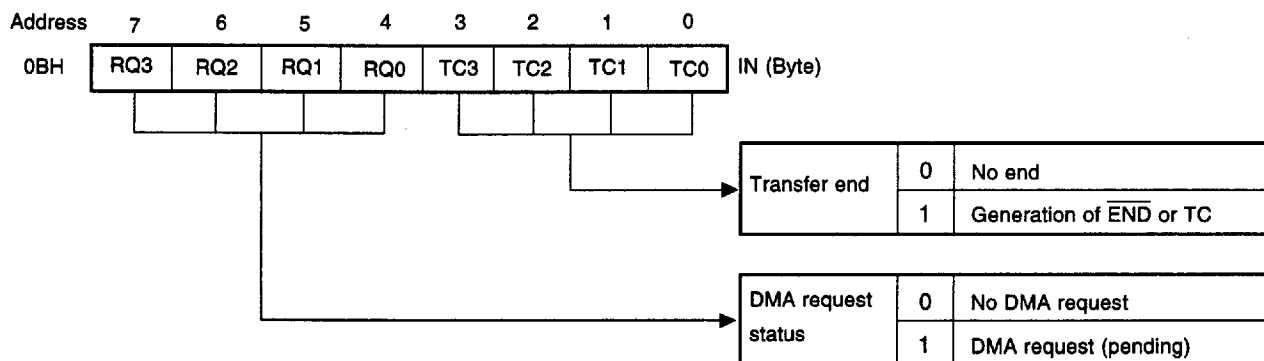 Address 7 6 5 4 3 2 1 0
0BH RQ3 RQ2 RQ1 RQ0 TC3 TC2 TC1 TC0 IN (Byte)
Transfer end
0 No end
1 Generation of END or TC
DMA request status
0 No DMA request
1 DMA request (pending)